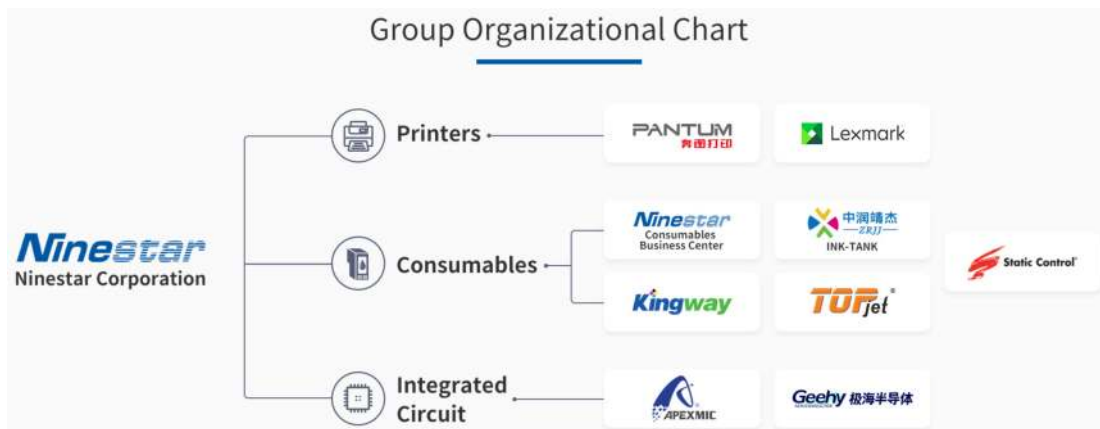 Group Organizational Chart
Ninestar
Ninestar Corporation
Printers
PANTUM
奔图打印
Lexmark
Consumables
Ninestar
Consumables
Business Center
中润靖杰
ZRJJ
INK-TANK
Kingway
TOPjet®
Static Control®
Integrated
Circuit
APEXMIC
Geehy 极海半导体